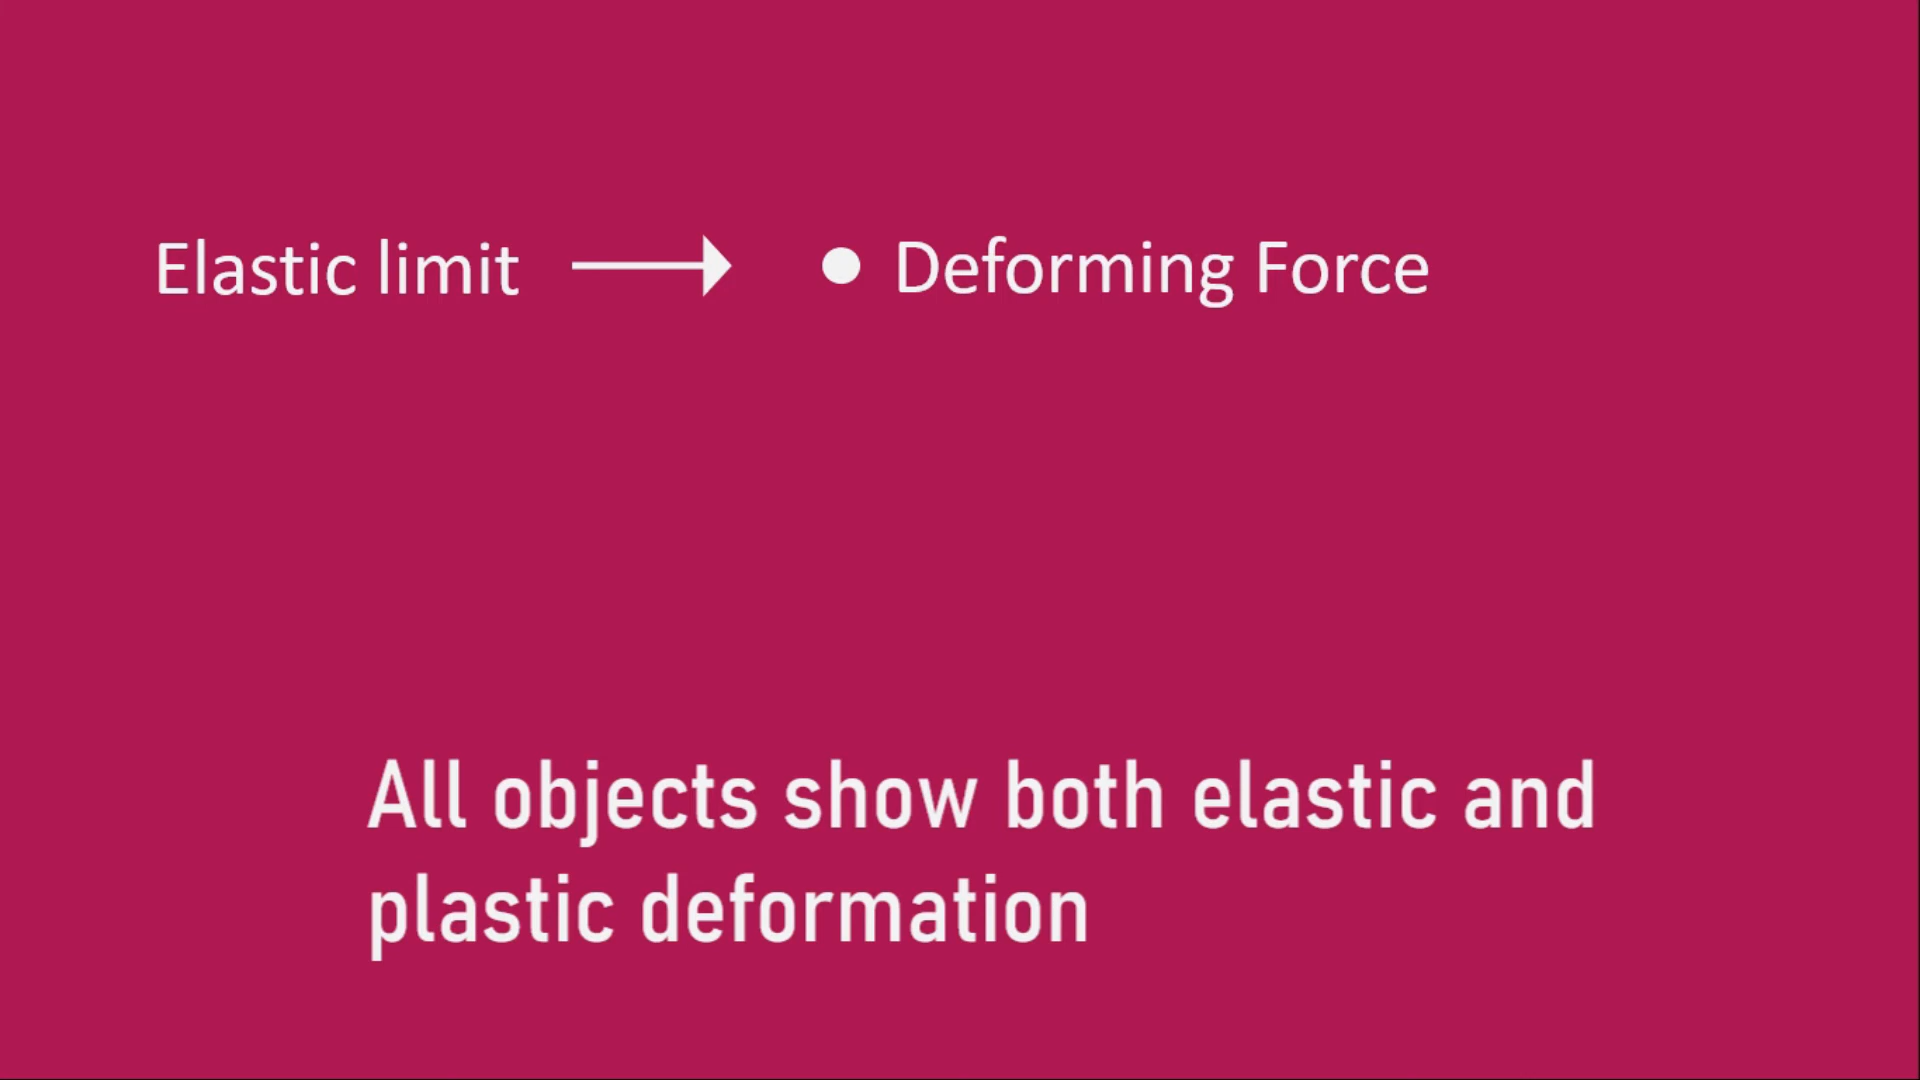 Elastic limit → • Deforming Force
All objects show both elastic and
plastic deformation